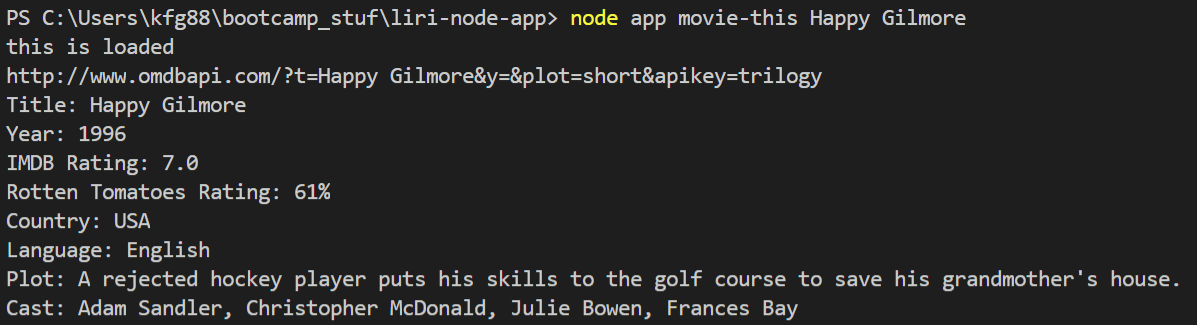 PS C:\Users\kfg88\bootcamp_stuf\liri-node-app> node app movie-this Happy Gilmore
this is loaded
http://www.omdbapi.com/?t=Happy Gilmore&y=&plot=short&apikey=trilogy
Title: Happy Gilmore
Year: 1996
IMDB Rating: 7.0
Rotten Tomatoes Rating: 61%
Country: USA
Language: English
Plot: A rejected hockey player puts his skills to the golf course to save his grandmother's house.
Cast: Adam Sandler, Christopher McDonald, Julie Bowen, Frances Bay